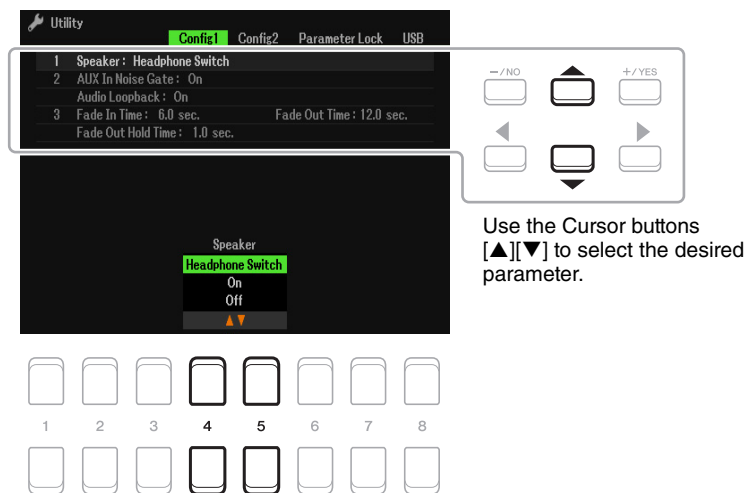 Utility
Config1 Config2 Parameter Lock USB
1 Speaker: Headphone Switch
2 AUX In Noise Gate: On
Audio Loopback: On
3 Fade In Time: 6.0 sec. Fade Out Time: 12.0 sec.
Fade Out Hold Time: 1.0 sec.
Speaker
Headphone Switch
On
Off
▲▼
−/NO +/YES
Use the Cursor buttons
[▲][▼] to select the desired
parameter.
1 2 3 4 5 6 7 8